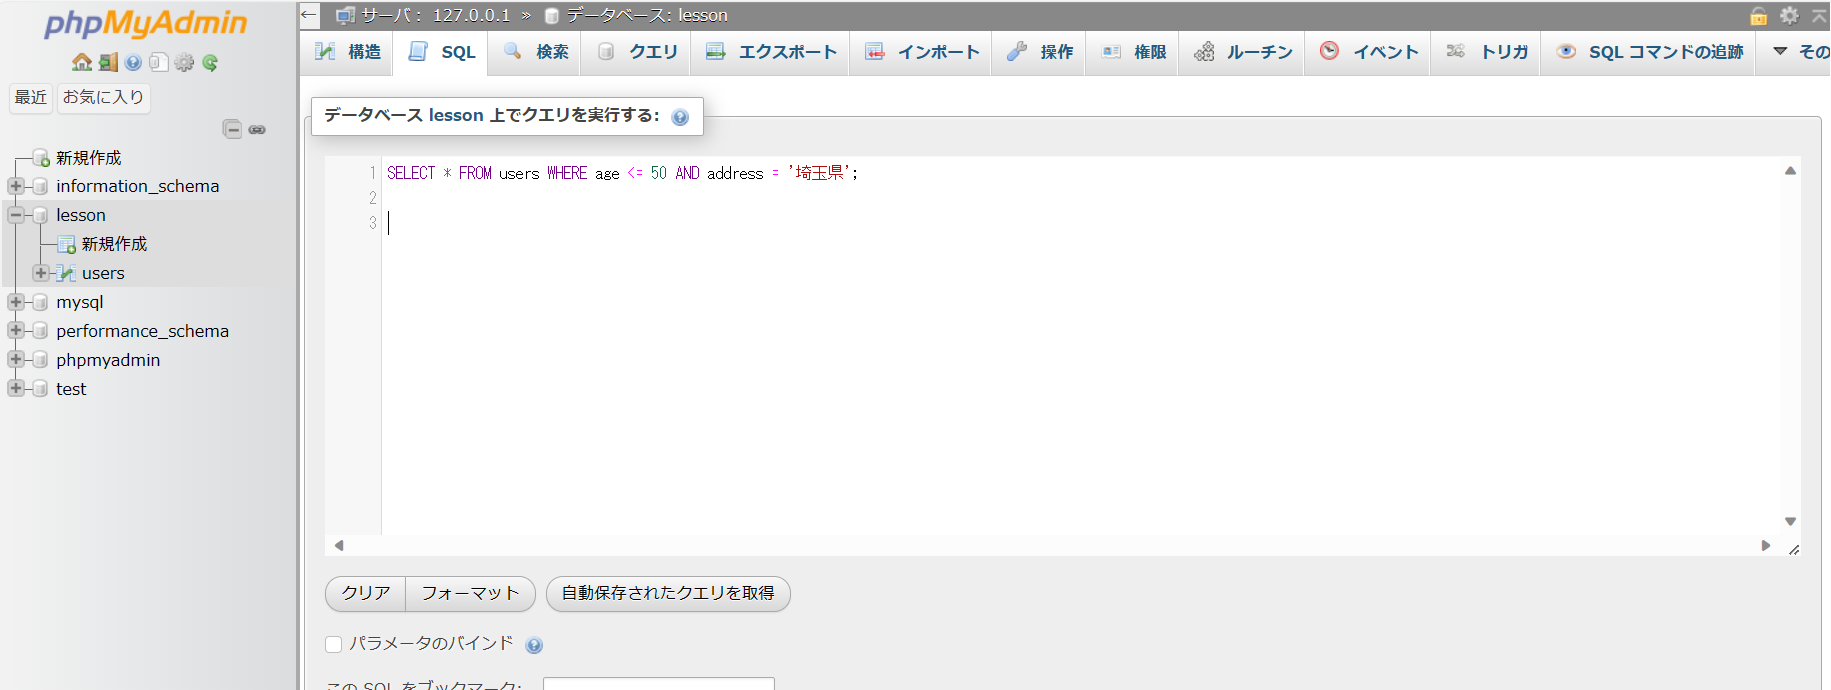 phpMyAdmin
最近 お気に入り
新規作成
information_schema
lesson
新規作成
users
mysql
performance_schema
phpmyadmin
test
← サーバ: 127.0.0.1 » データベース: lesson
構造 SQL 検索 クエリ エクスポート インポート 操作 権限 ルーチン イベント トリガ SQL コマンドの追跡 その
データベース lesson 上でクエリを実行する:
1 SELECT * FROM users WHERE age <= 50 AND address = '埼玉県';
2
3
クリア フォーマット 自動保存されたクエリを取得
パラメータのバインド
この SQL をブックマーク: